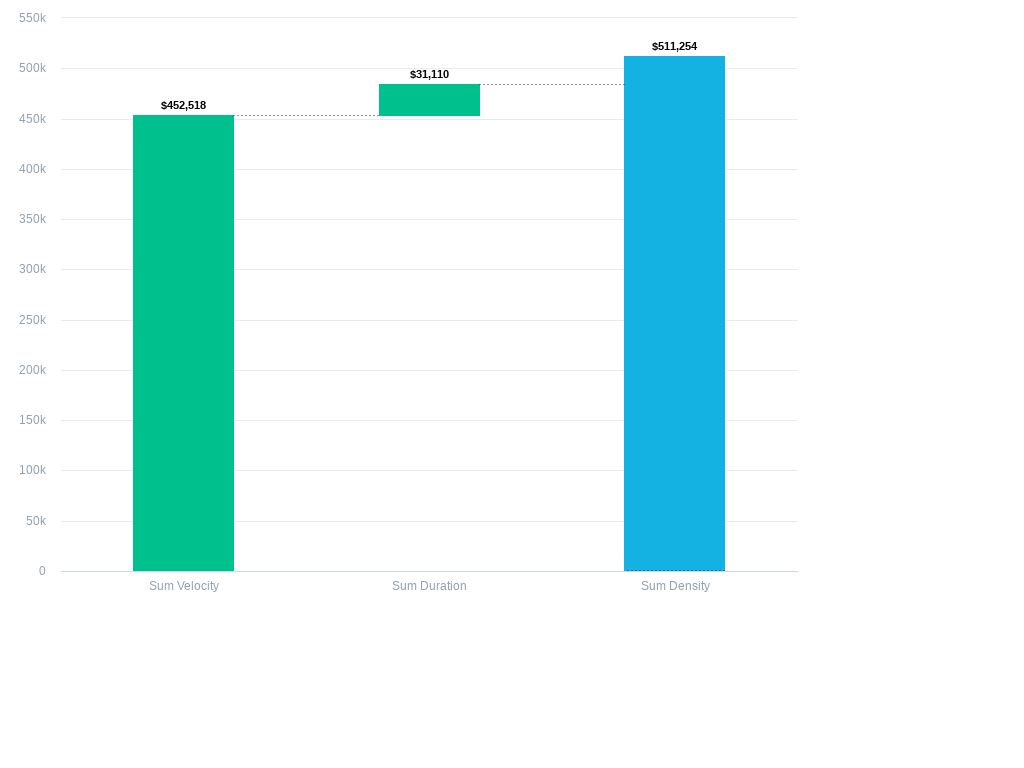 550k
500k
450k
400k
350k
300k
250k
200k
150k
100k
50k
0
$452,518
$31,110
$511,254
Sum Velocity
Sum Duration
Sum Density